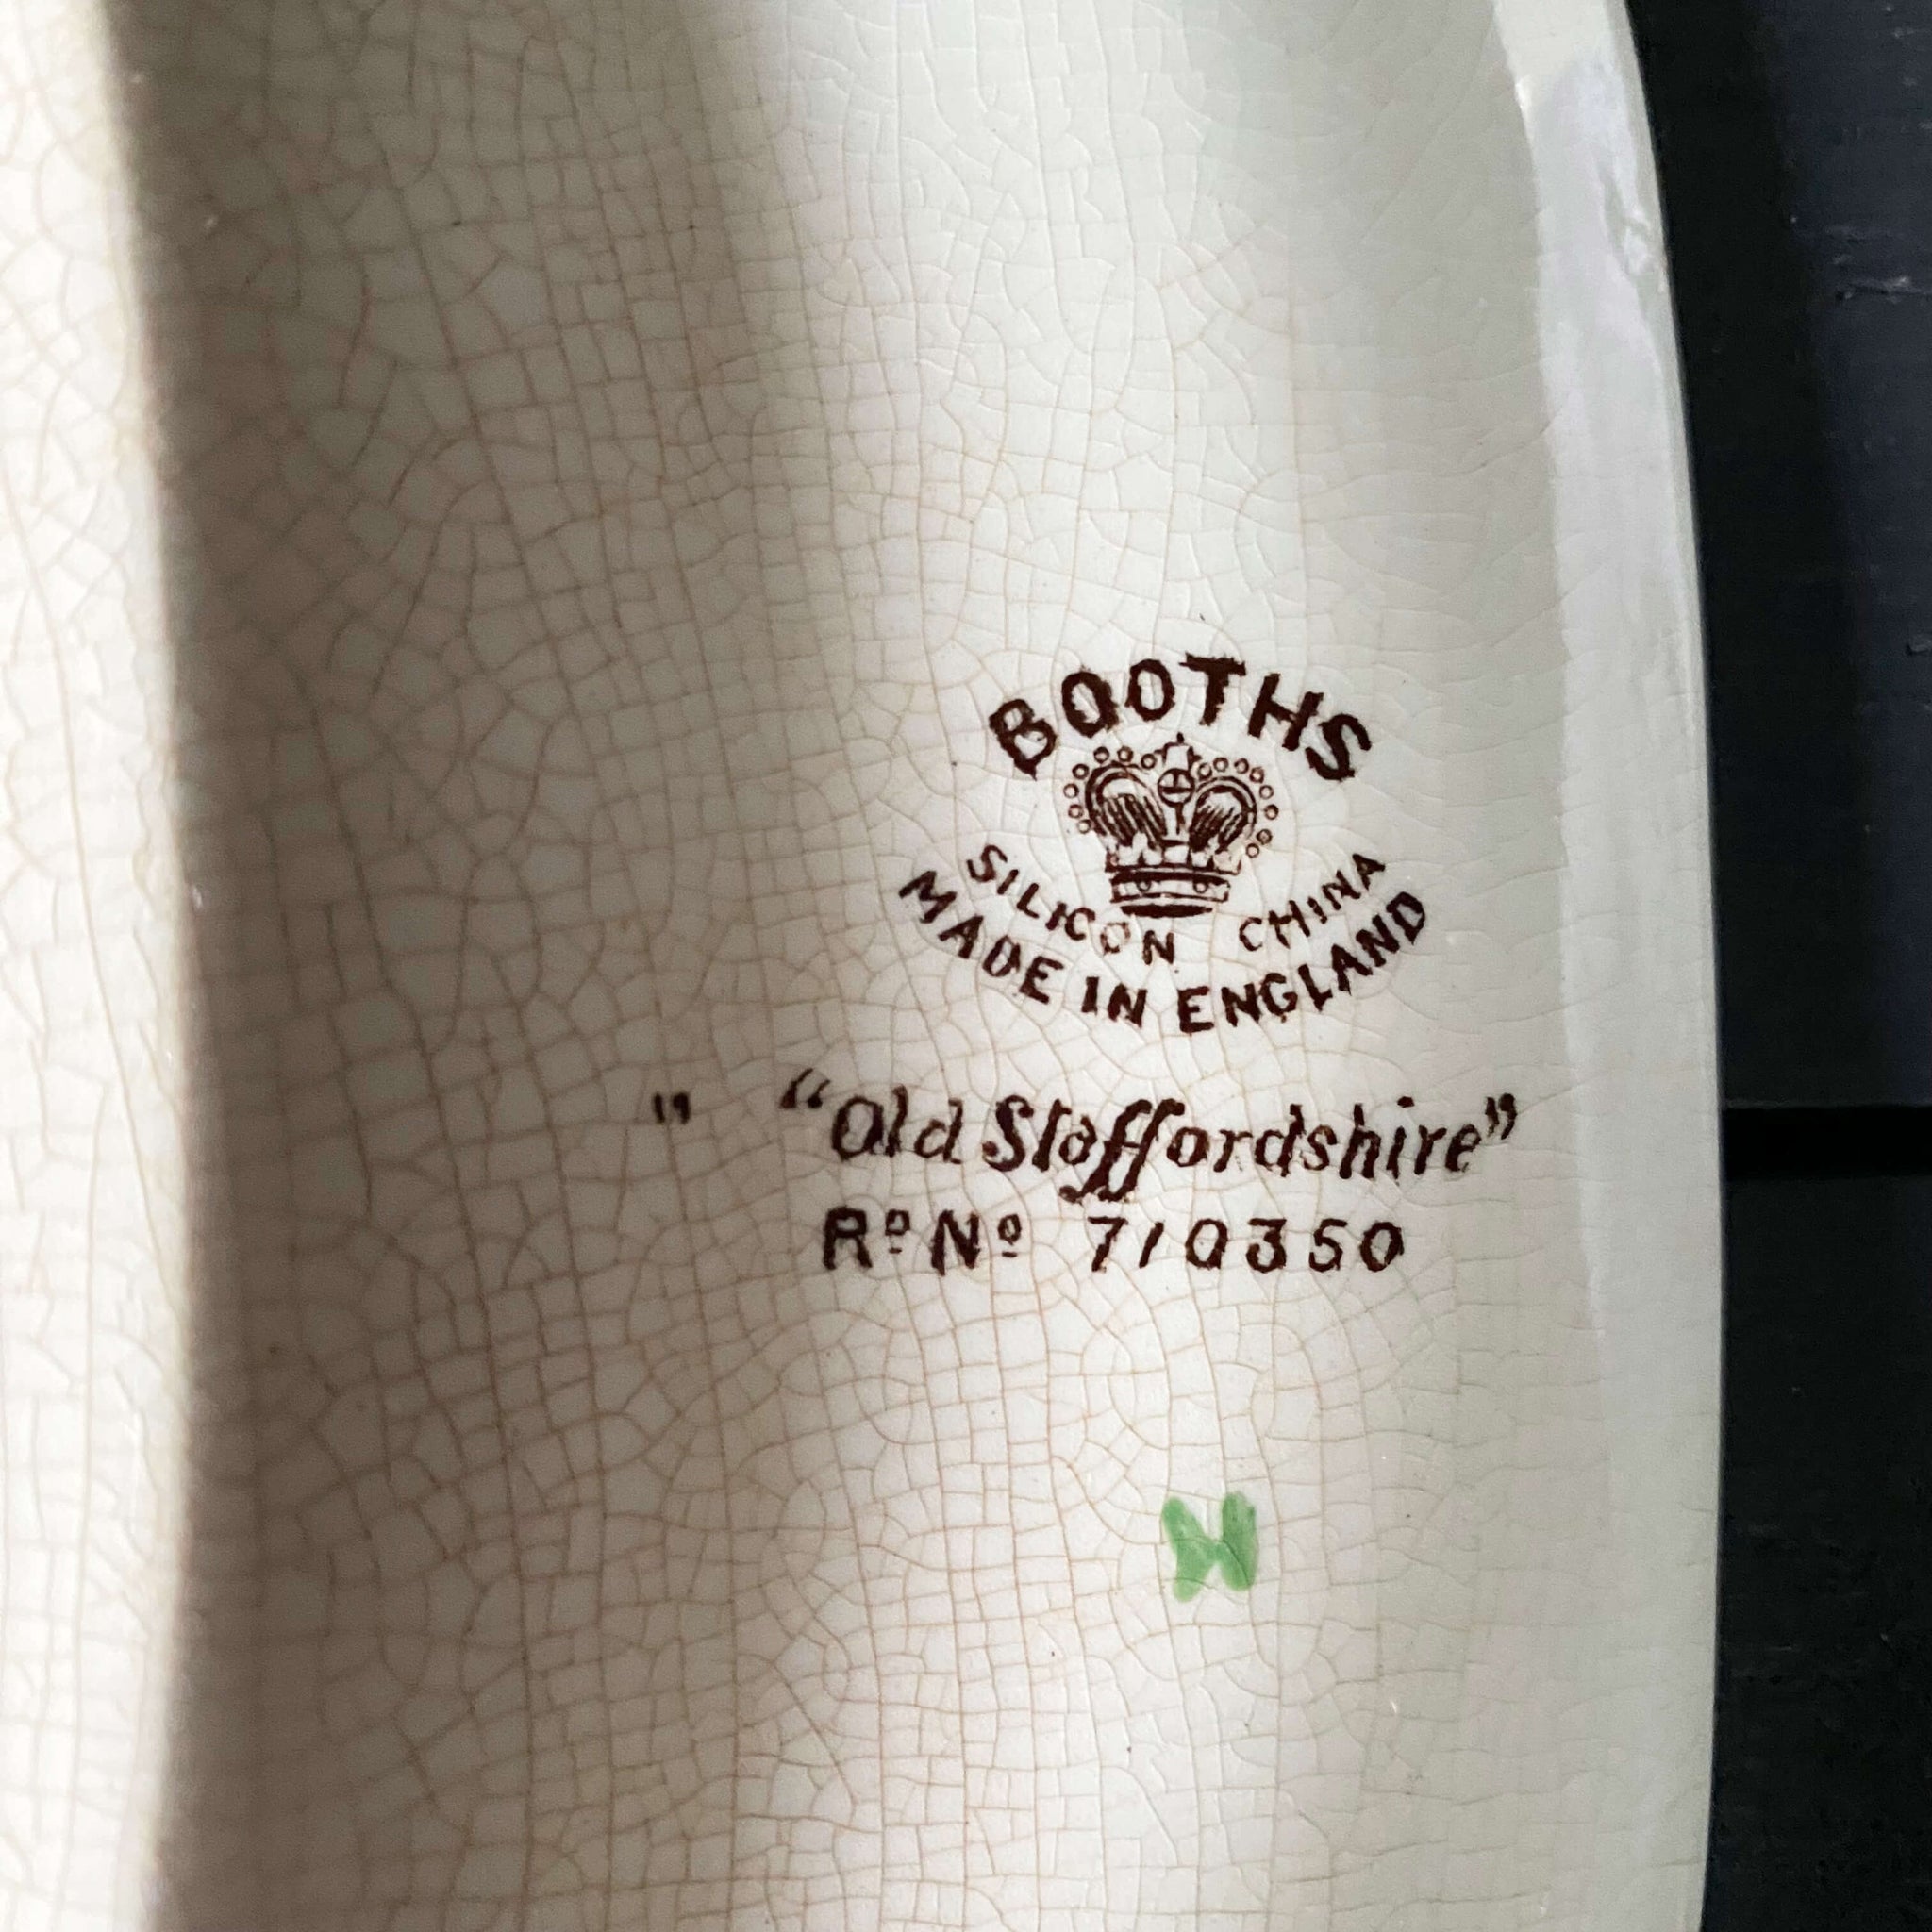 BOOTHS
SILICON CHINA
MADE IN ENGLAND
" “Old Staffordshire”
Rᴰ Nº 710350
H